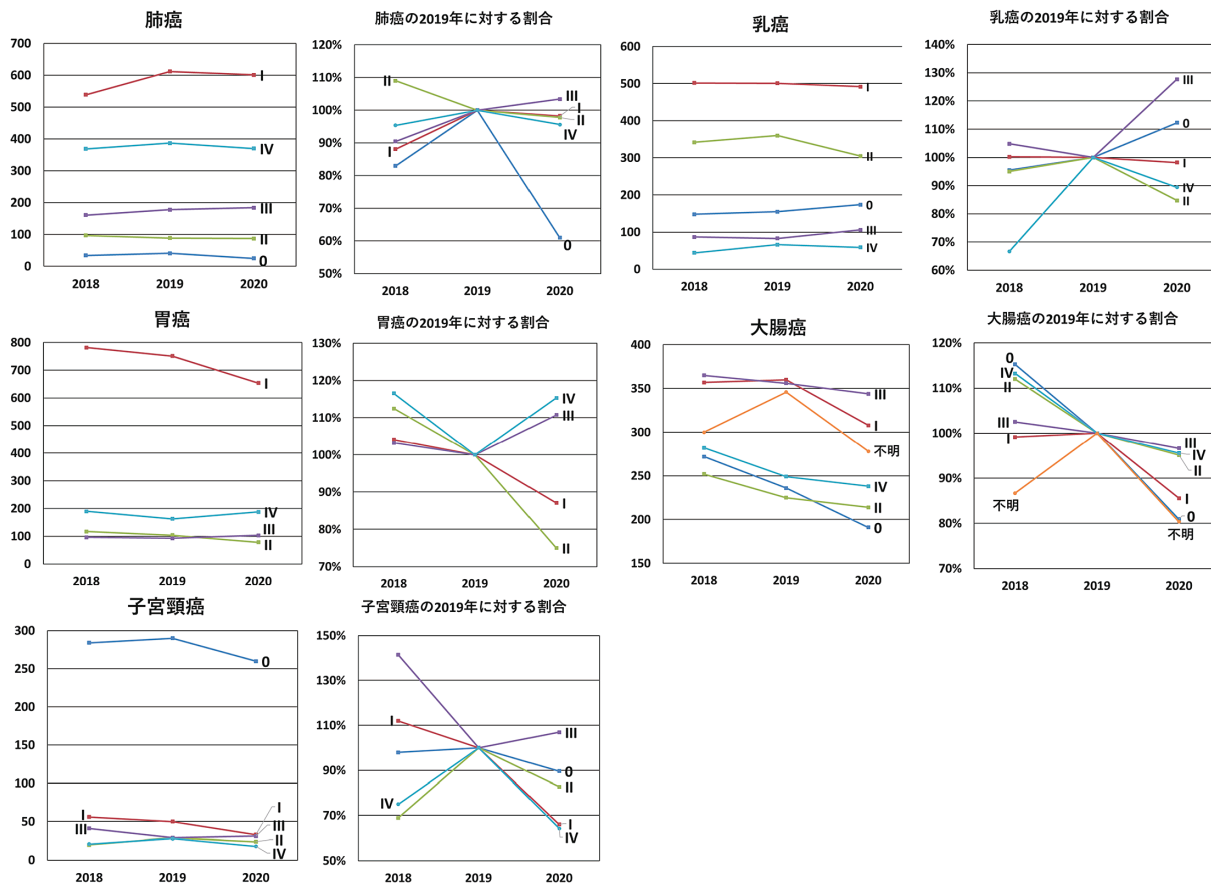 肺癌
700
600
500
400
300
200
100
0
I
IV
III
II
0
2018 2019 2020
肺癌の2019年に対する割合
120%
110%
100%
90%
80%
70%
60%
50%
II
I
III
I
II
IV
0
2018 2019 2020
乳癌
600
500
400
300
200
100
0
I
II
0
III
IV
2018 2019 2020
乳癌の2019年に対する割合
140%
130%
120%
110%
100%
90%
80%
70%
60%
III
0
I
IV
II
2018 2019 2020
胃癌
800
700
600
500
400
300
200
100
0
I
IV
III
II
2018 2019 2020
胃癌の2019年に対する割合
130%
120%
110%
100%
90%
80%
70%
IV
III
I
II
2018 2019 2020
大腸癌
400
350
300
250
200
150
III
I
不明
IV
II
0
2018 2019 2020
大腸癌の2019年に対する割合
120%
110%
100%
90%
80%
70%
0
IV
II
III
I
不明
III
IV
II
I
0
不明
2018 2019 2020
子宮頸癌
300
250
200
150
100
50
0
0
I
III
I
III
II
IV
2018 2019 2020
子宮頸癌の2019年に対する割合
150%
130%
110%
90%
70%
50%
I
IV
III
0
II
I
IV
2018 2019 2020